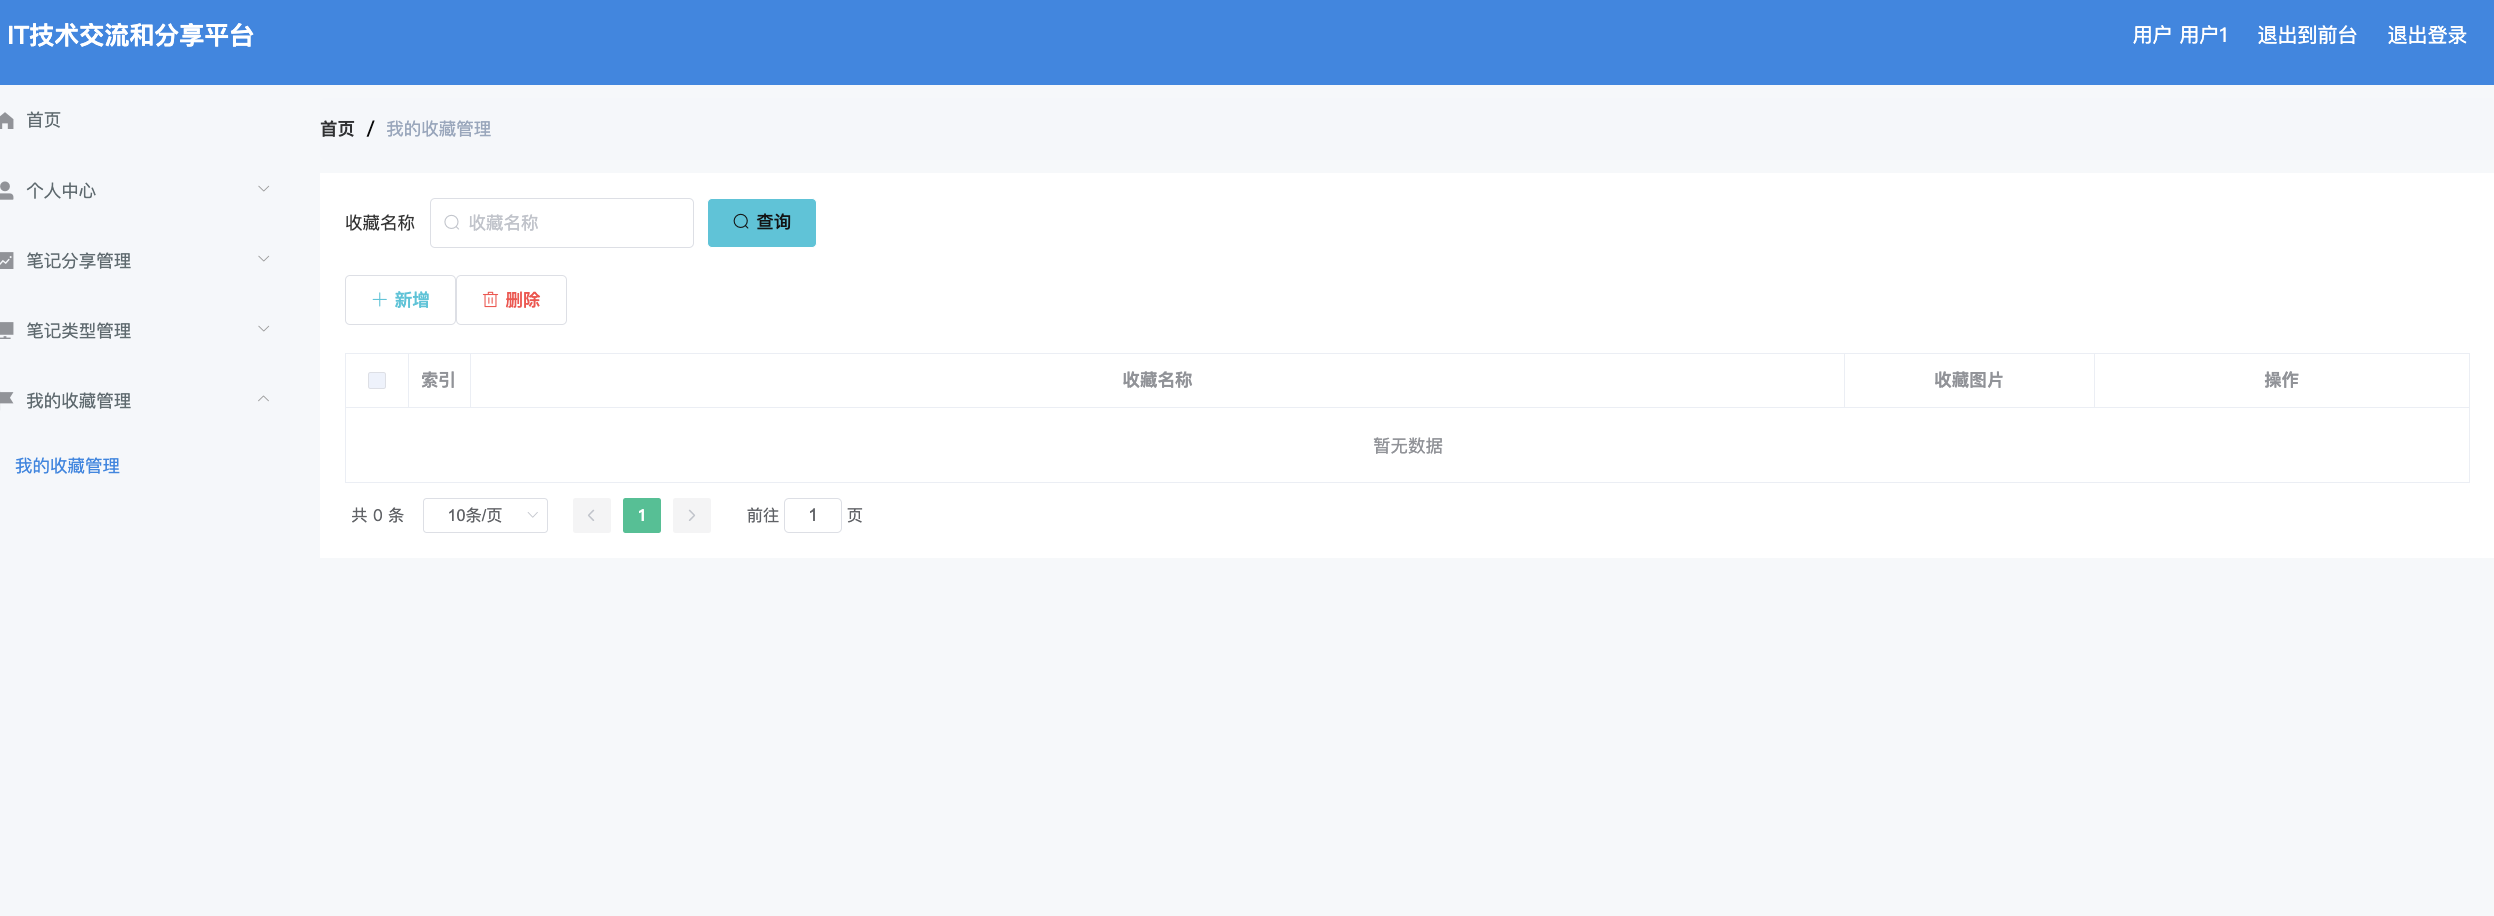 IT技术交流和分享平台
用户 用户1 退出到前台 退出登录
首页
个人中心
笔记分享管理
笔记类型管理
我的收藏管理
我的收藏管理
首页 / 我的收藏管理
收藏名称 收藏名称 查询
新增 删除
索引 收藏名称 收藏图片 操作
暂无数据
共 0 条 10条/页 1 前往 1 页